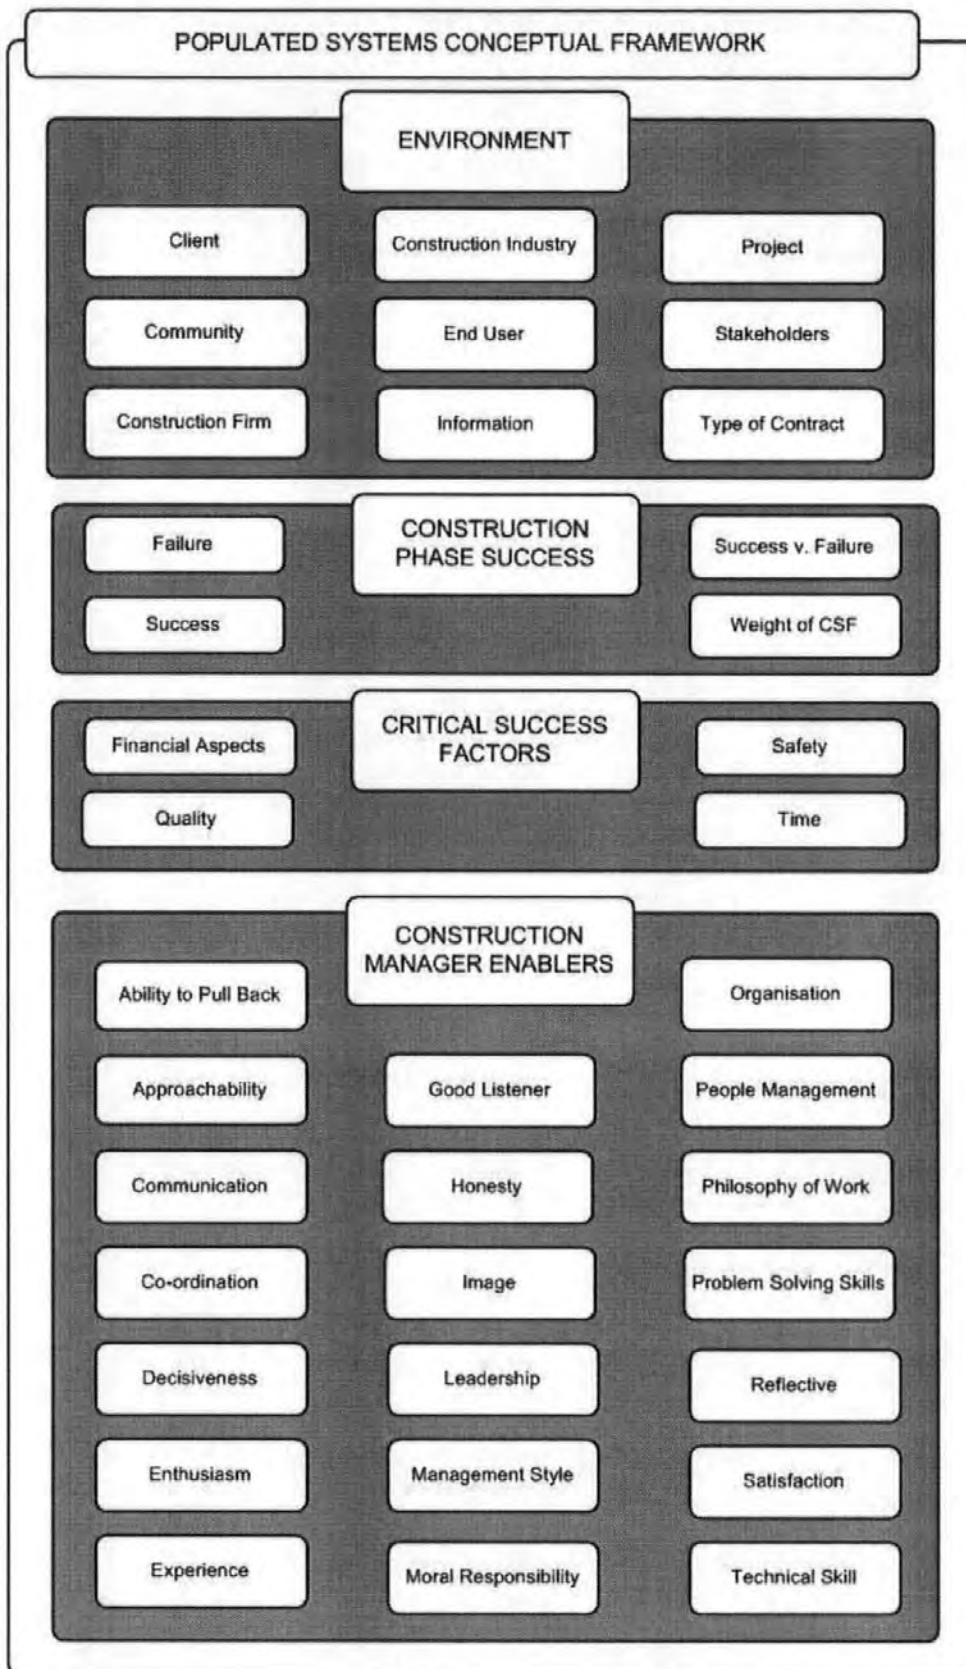 POPULATED SYSTEMS CONCEPTUAL FRAMEWORK
ENVIRONMENT
Client
Construction Industry
Project
Community
End User
Stakeholders
Construction Firm
Information
Type of Contract
CONSTRUCTION
PHASE SUCCESS
Failure
Success v. Failure
Success
Weight of CSF
CRITICAL SUCCESS
FACTORS
Financial Aspects
Safety
Quality
Time
CONSTRUCTION
MANAGER ENABLERS
Ability to Pull Back
Organisation
Approachability
Good Listener
People Management
Communication
Honesty
Philosophy of Work
Co-ordination
Image
Problem Solving Skills
Decisiveness
Leadership
Reflective
Enthusiasm
Management Style
Satisfaction
Experience
Moral Responsibility
Technical Skill